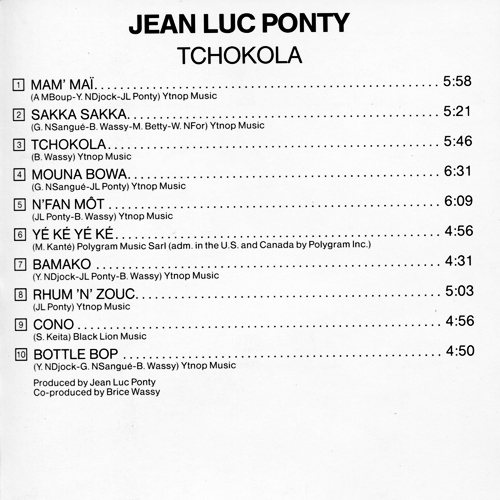 JEAN LUC PONTY
TCHOKOLA
1 MAM' MAÏ........................................ 5:58
(A MBoup-Y. NDjock-JL Ponty) Ytnop Music
2 SAKKA SAKKA........................................ 5:21
(G. NSangué-B. Wassy-M. Betty-W. NFor) Ytnop Music
3 TCHOKOLA........................................ 5:46
(B. Wassy) Ytnop Music
4 MOUNA BOWA........................................ 6:31
(G. NSangué-JL Ponty) Ytnop Music
5 N'FAN MÔT........................................ 6:09
(JL Ponty-B. Wassy) Ytnop Music
6 YÉ KÉ YÉ KÉ........................................ 4:56
(M. Kanté) Polygram Music Sarl (adm. in the U.S. and Canada by Polygram Inc.)
7 BAMAKO........................................ 4:31
(Y. NDjock-JL Ponty-B. Wassy) Ytnop Music
8 RHUM 'N' ZOUC........................................ 5:03
(JL Ponty) Ytnop Music
9 CONO........................................ 4:56
(S. Keita) Black Lion Music
10 BOTTLE BOP........................................ 4:50
(Y. NDjock-G. NSangué-B. Wassy) Ytnop Music
Produced by Jean Luc Ponty
Co-produced by Brice Wassy